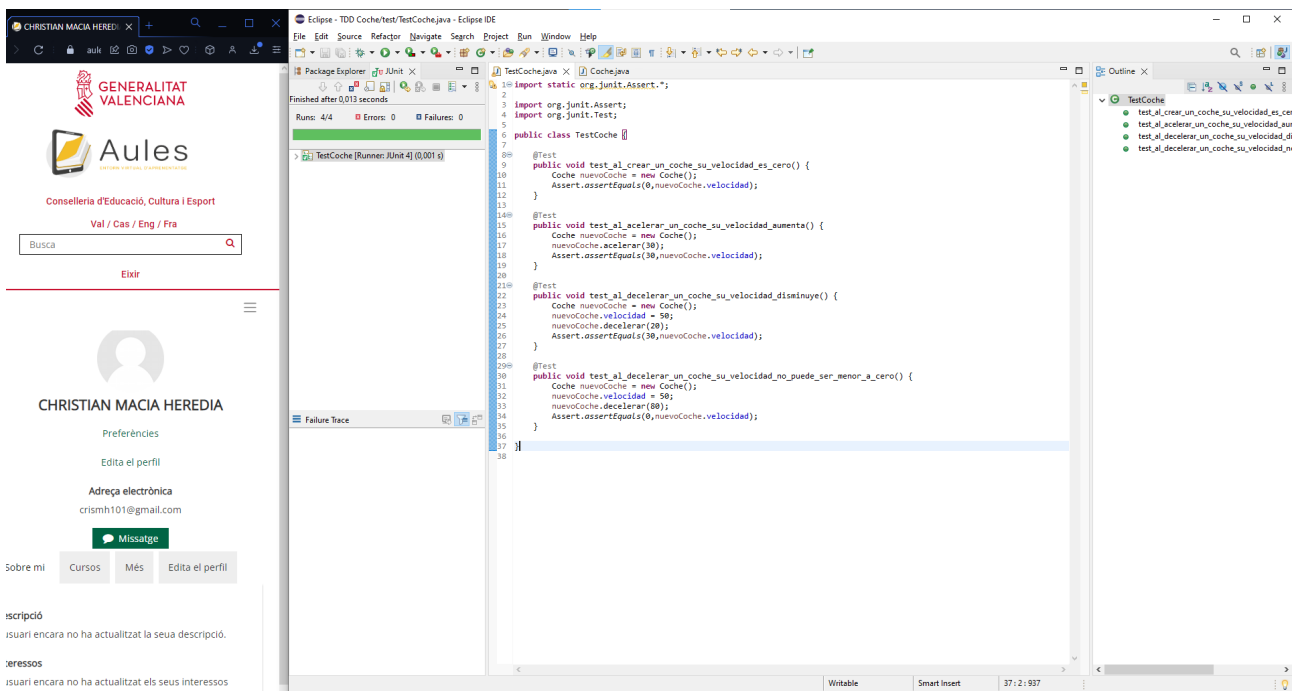 CHRISTIAN MACIA HEREDI
aule
GENERALITAT
VALENCIANA
Aules
Conselleria d'Educació, Cultura i Esport
Val / Cas / Eng / Fra
Busca
Eixir
CHRISTIAN MACIA HEREDIA
Preferències
Edita el perfil
Adreça electrònica
crismh101@gmail.com
Missatge
Sobre mi Cursos Més Edita el perfil
escripció
usuari encara no ha actualitzat la seua descripció.
teressos
usuari encara no ha actualitzat els seus interessos
Eclipse - TDD Coche/test/TestCoche.java - Eclipse IDE
File Edit Source Refactor Navigate Search Project Run Window Help
Package Explorer JUnit
Finished after 0,013 seconds
Runs: 4/4 Errors: 0 Failures: 0
TestCoche [Runner: JUnit 4] (0,001 s)
Failure Trace
TestCoche.java Coche.java
1 import static org.junit.Assert.*;
2
3 import org.junit.Assert;
4 import org.junit.Test;
5
6 public class TestCoche {
7
8 @Test
9 public void test_al_crear_un_coche_su_velocidad_es_cero() {
10 Coche nuevoCoche = new Coche();
11 Assert.assertEquals(0,nuevoCoche.velocidad);
12 }
13
14 @Test
15 public void test_al_acelerar_un_coche_su_velocidad_aumenta() {
16 Coche nuevoCoche = new Coche();
17 nuevoCoche.acelerar(30);
18 Assert.assertEquals(30,nuevoCoche.velocidad);
19 }
20
21 @Test
22 public void test_al_decelerar_un_coche_su_velocidad_disminuye() {
23 Coche nuevoCoche = new Coche();
24 nuevoCoche.velocidad = 50;
25 nuevoCoche.decelerar(20);
26 Assert.assertEquals(30,nuevoCoche.velocidad);
27 }
28
29 @Test
30 public void test_al_decelerar_un_coche_su_velocidad_no_puede_ser_menor_a_cero() {
31 Coche nuevoCoche = new Coche();
32 nuevoCoche.velocidad = 50;
33 nuevoCoche.decelerar(80);
34 Assert.assertEquals(0,nuevoCoche.velocidad);
35 }
36
37 }
38
Outline
TestCoche
test_al_crear_un_coche_su_velocidad_es_cer
test_al_acelerar_un_coche_su_velocidad_au
test_al_decelerar_un_coche_su_velocidad_di
test_al_decelerar_un_coche_su_velocidad_n
Writable Smart Insert 37 : 2 : 937